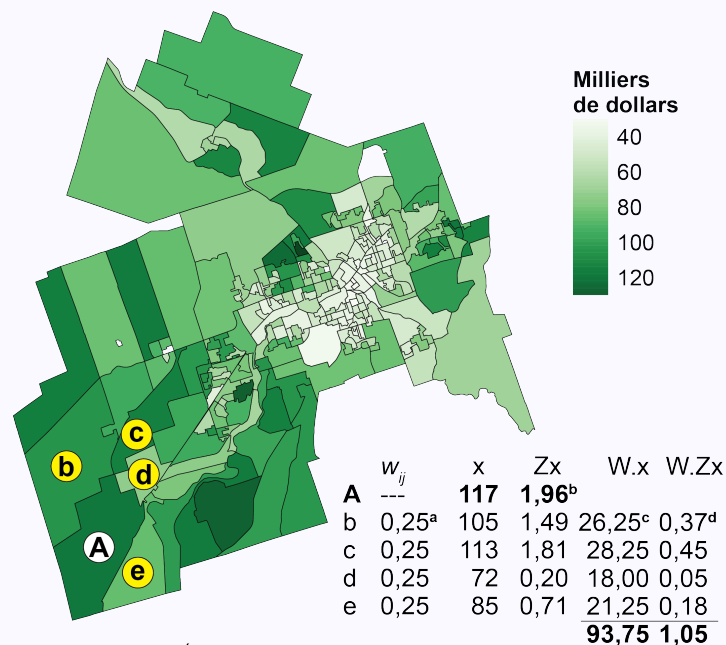 Milliers
de dollars
40
60
80
100
120
c
b
d
A
e
w_ij x Zx W.x W.Zx
A --- 117 1,96ᵇ
b 0,25ᵃ 105 1,49 26,25ᶜ 0,37ᵈ
c 0,25 113 1,81 28,25 0,45
d 0,25 72 0,20 18,00 0,05
e 0,25 85 0,71 21,25 0,18
93,75 1,05